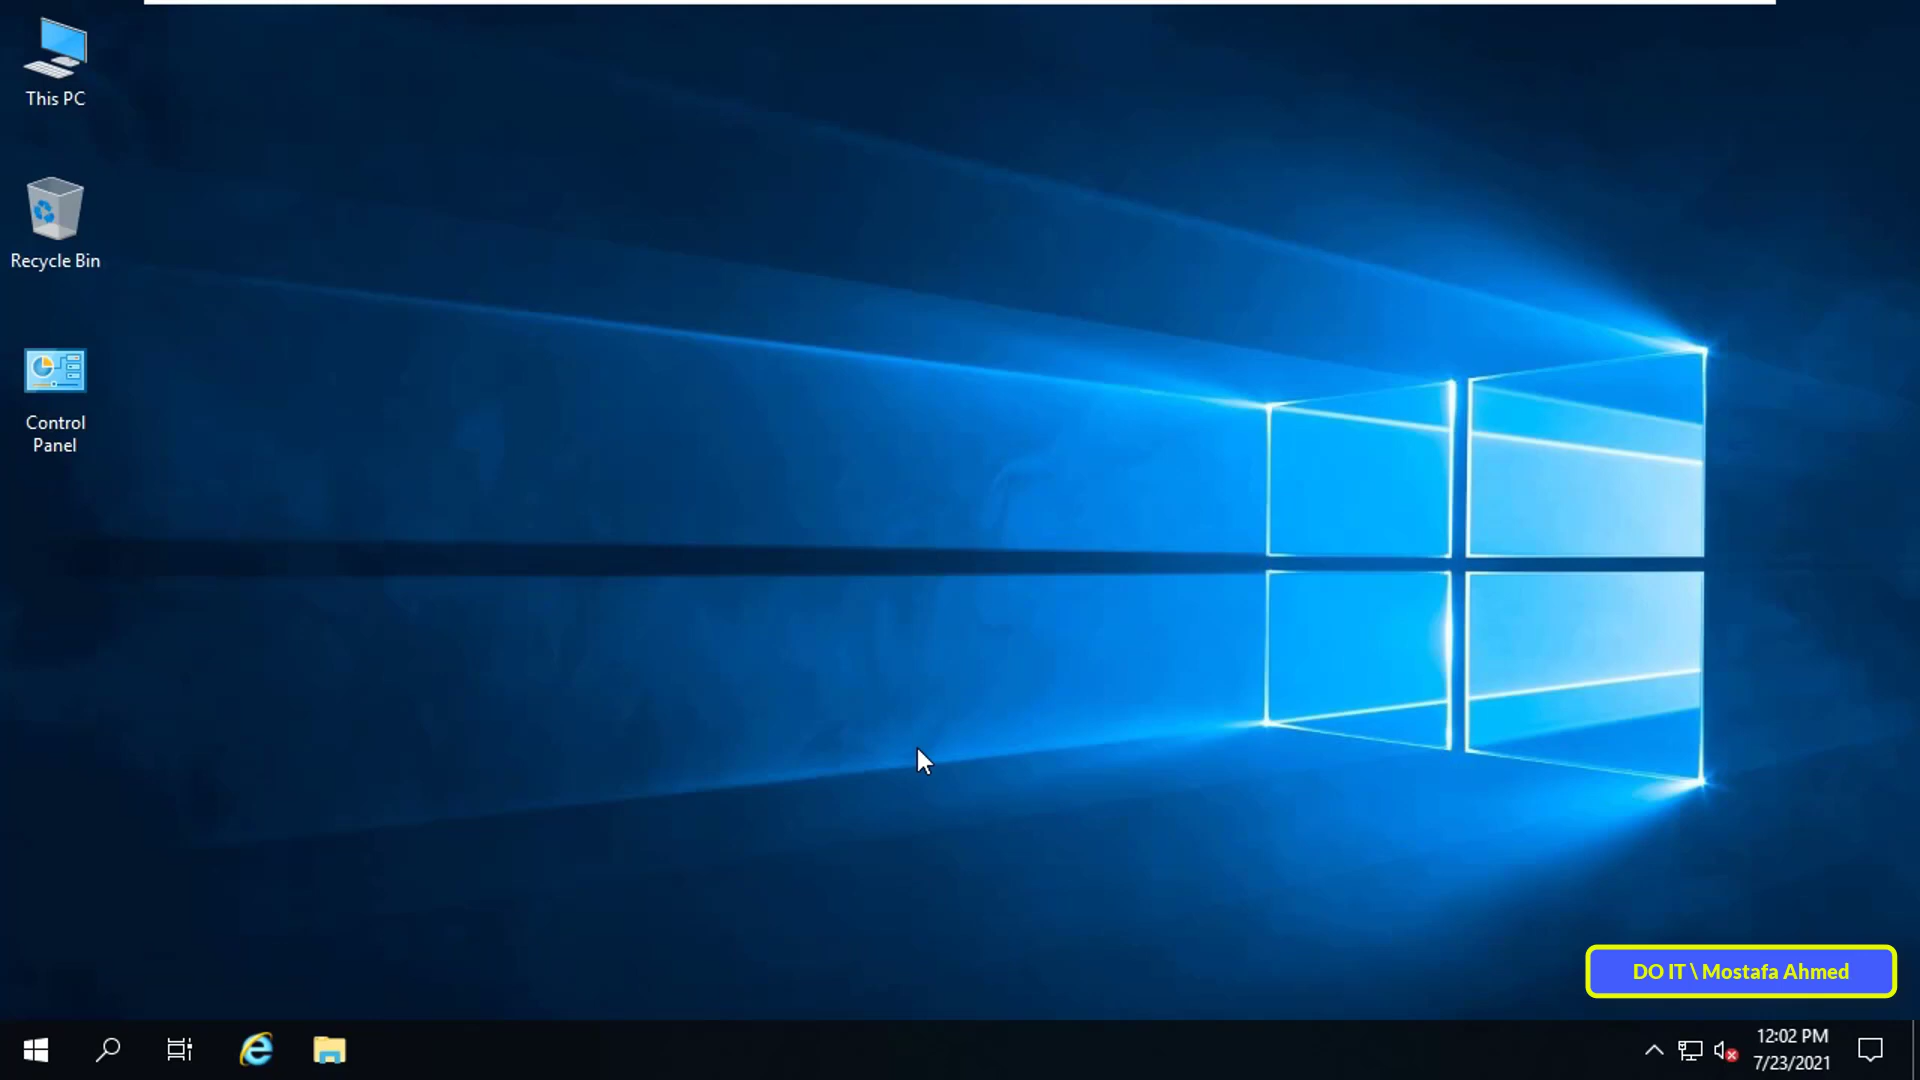 This PC
Recycle Bin
Control
Panel
DO IT \ Mostafa Ahmed
12:02 PM
7/23/2021